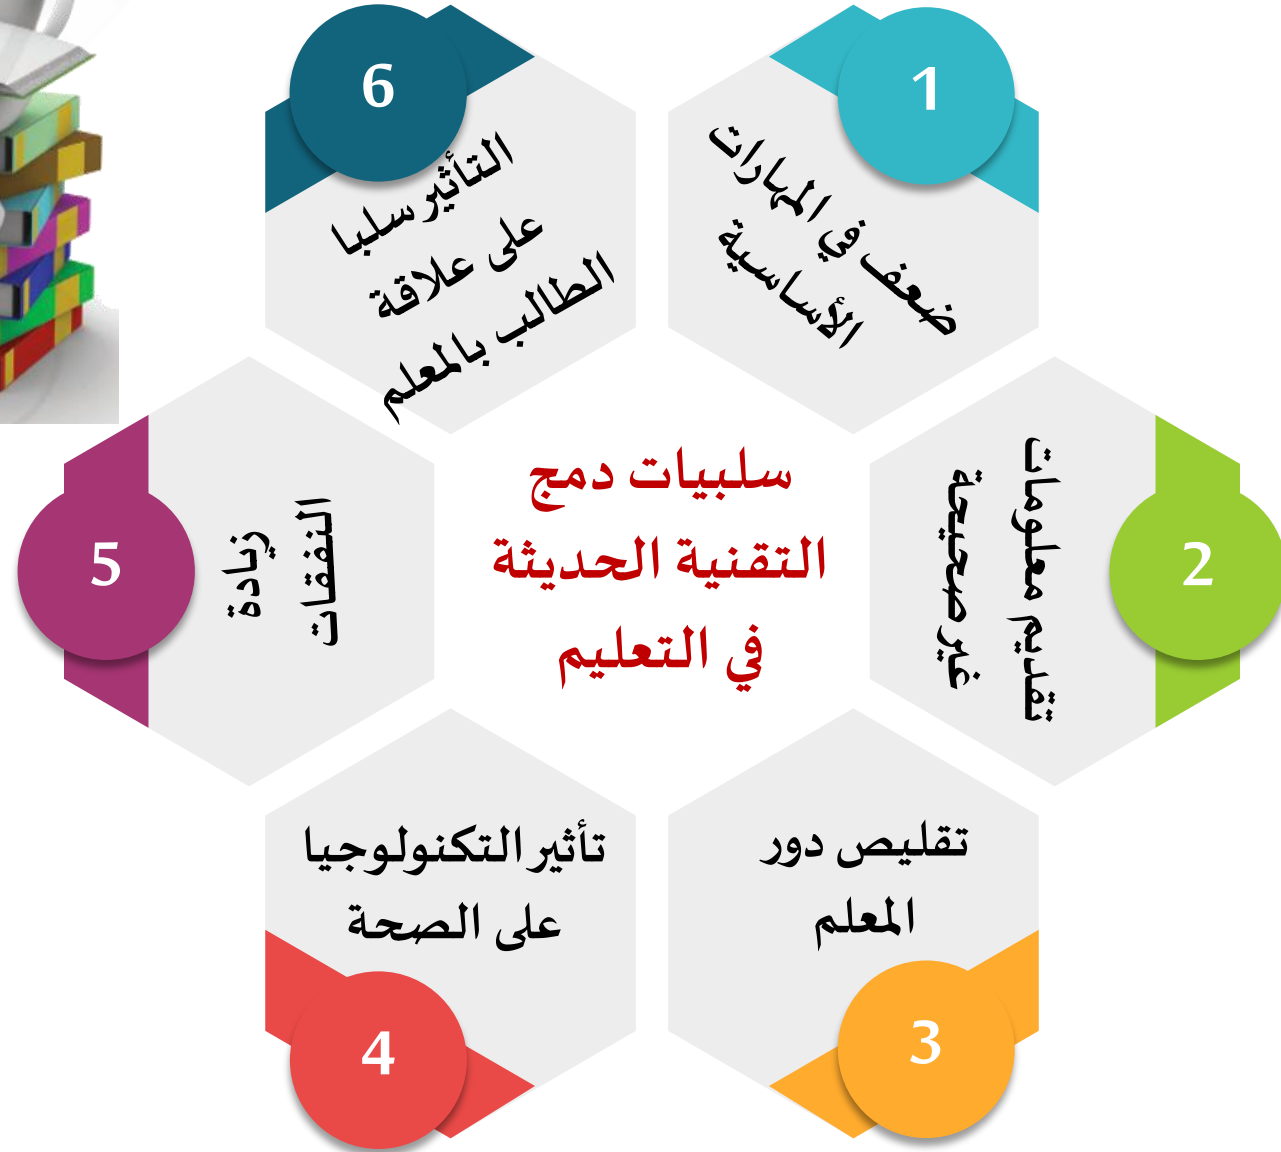 سلبيات دمج
التقنية الحديثة
في التعليم
1
ضعف في المهارات
الأساسية
2
تقديم معلومات
غير صحيحة
3
تقليص دور
المعلم
4
تأثير التكنولوجيا
على الصحة
5
زيادة
النفقات
6
التأثير سلبا
على علاقة
الطالب بالمعلم